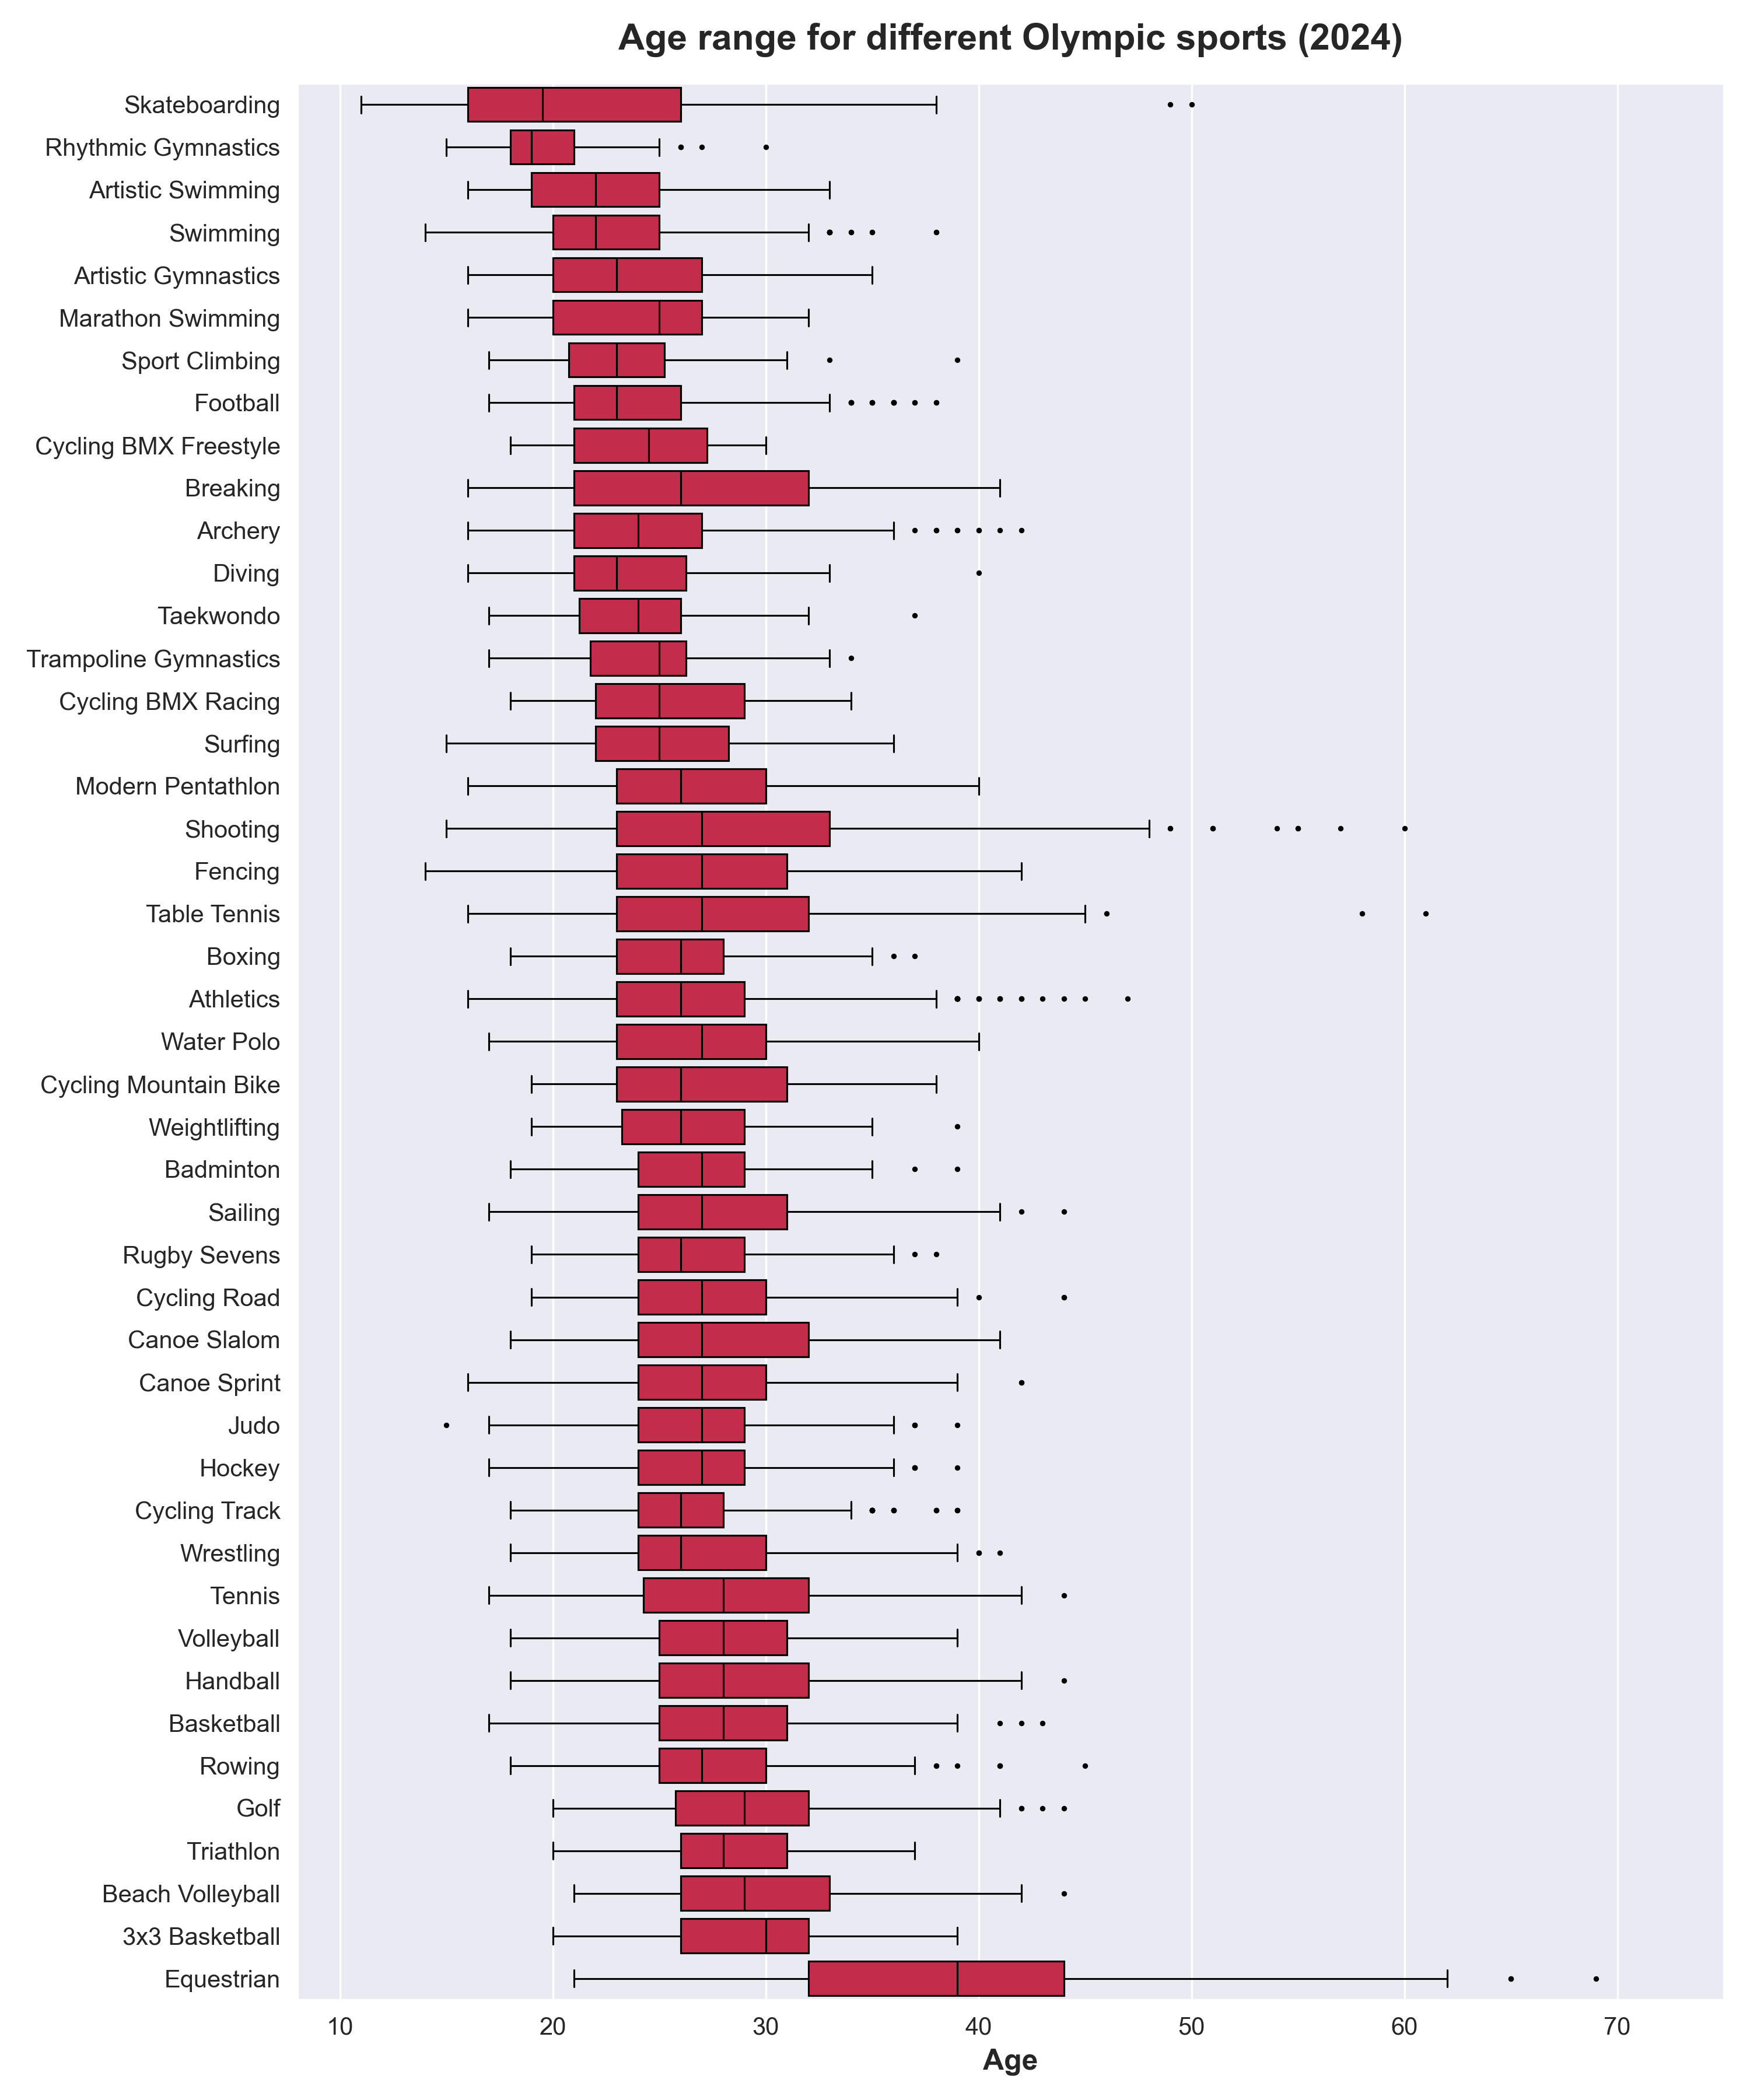 Age range for different Olympic sports (2024)
Skateboarding
Rhythmic Gymnastics
Artistic Swimming
Swimming
Artistic Gymnastics
Marathon Swimming
Sport Climbing
Football
Cycling BMX Freestyle
Breaking
Archery
Diving
Taekwondo
Trampoline Gymnastics
Cycling BMX Racing
Surfing
Modern Pentathlon
Shooting
Fencing
Table Tennis
Boxing
Athletics
Water Polo
Cycling Mountain Bike
Weightlifting
Badminton
Sailing
Rugby Sevens
Cycling Road
Canoe Slalom
Canoe Sprint
Judo
Hockey
Cycling Track
Wrestling
Tennis
Volleyball
Handball
Basketball
Rowing
Golf
Triathlon
Beach Volleyball
3x3 Basketball
Equestrian
10 20 30 40 50 60 70
Age